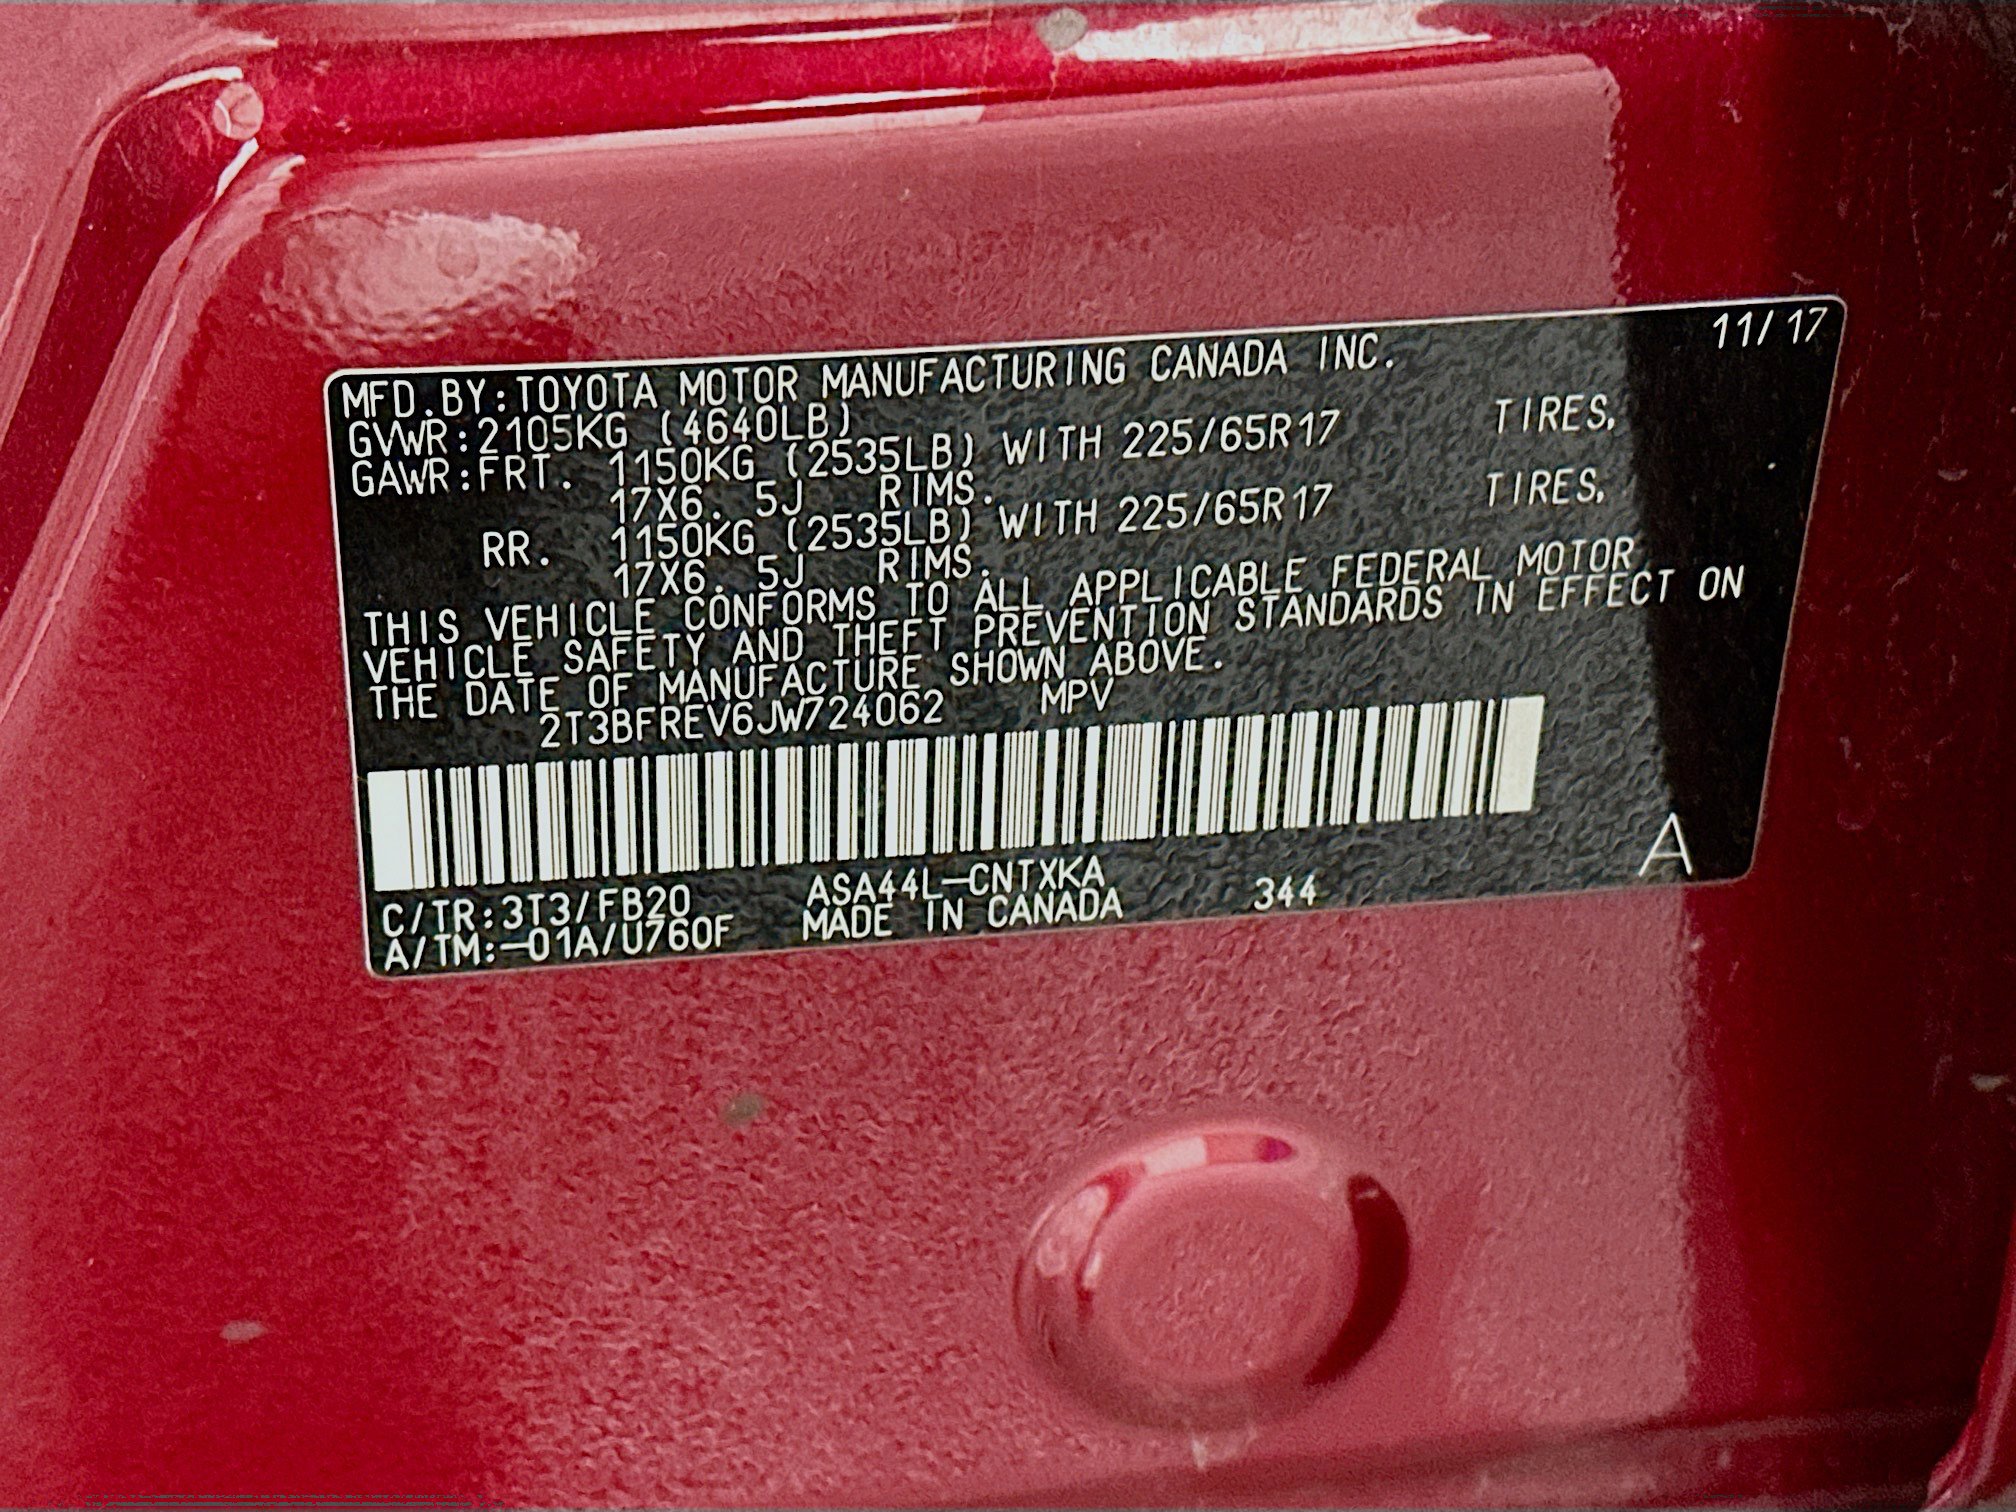 11/17
MFD.BY:TOYOTA MOTOR MANUFACTURING CANADA INC.
GVWR:2105KG (4640LB)
GAWR:FRT. 1150KG (2535LB) WITH 225/65R17 TIRES,
17X6.5J RIMS.
RR. 1150KG (2535LB) WITH 225/65R17 TIRES,
17X6.5J RIMS.
THIS VEHICLE CONFORMS TO ALL APPLICABLE FEDERAL MOTOR
VEHICLE SAFETY AND THEFT PREVENTION STANDARDS IN EFFECT ON
THE DATE OF MANUFACTURE SHOWN ABOVE.
2T3BFREV6JW724062 MPV
A
C/TR:3T3/FB20 ASA44L-CNTXKA 344
A/TM:-01A/U760F MADE IN CANADA